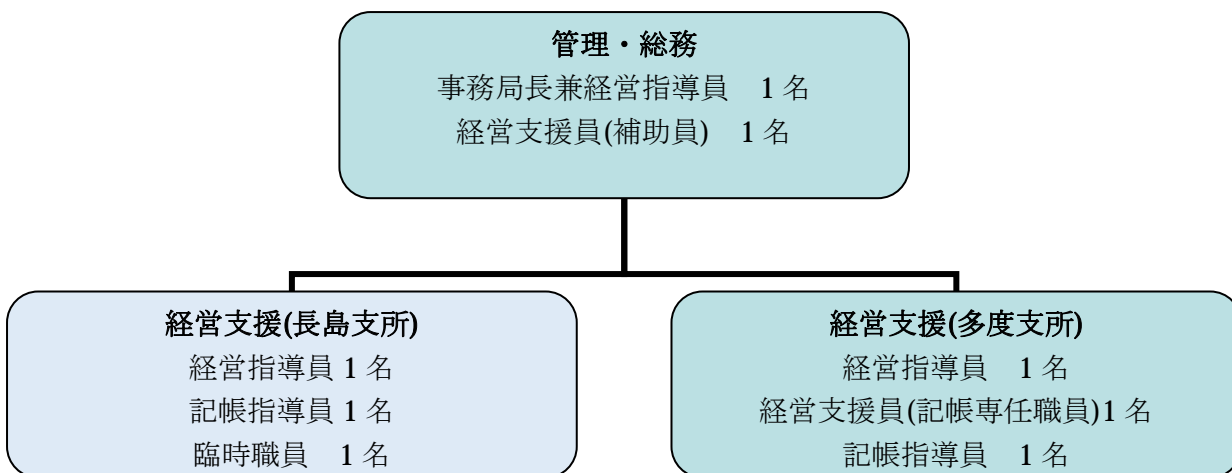 管理・総務
事務局長兼経営指導員　1 名
経営支援員(補助員)　1 名
経営支援(長島支所)
経営指導員 1 名
記帳指導員 1 名
臨時職員　1 名
経営支援(多度支所)
経営指導員　1 名
経営支援員(記帳専任職員)1 名
記帳指導員　1 名